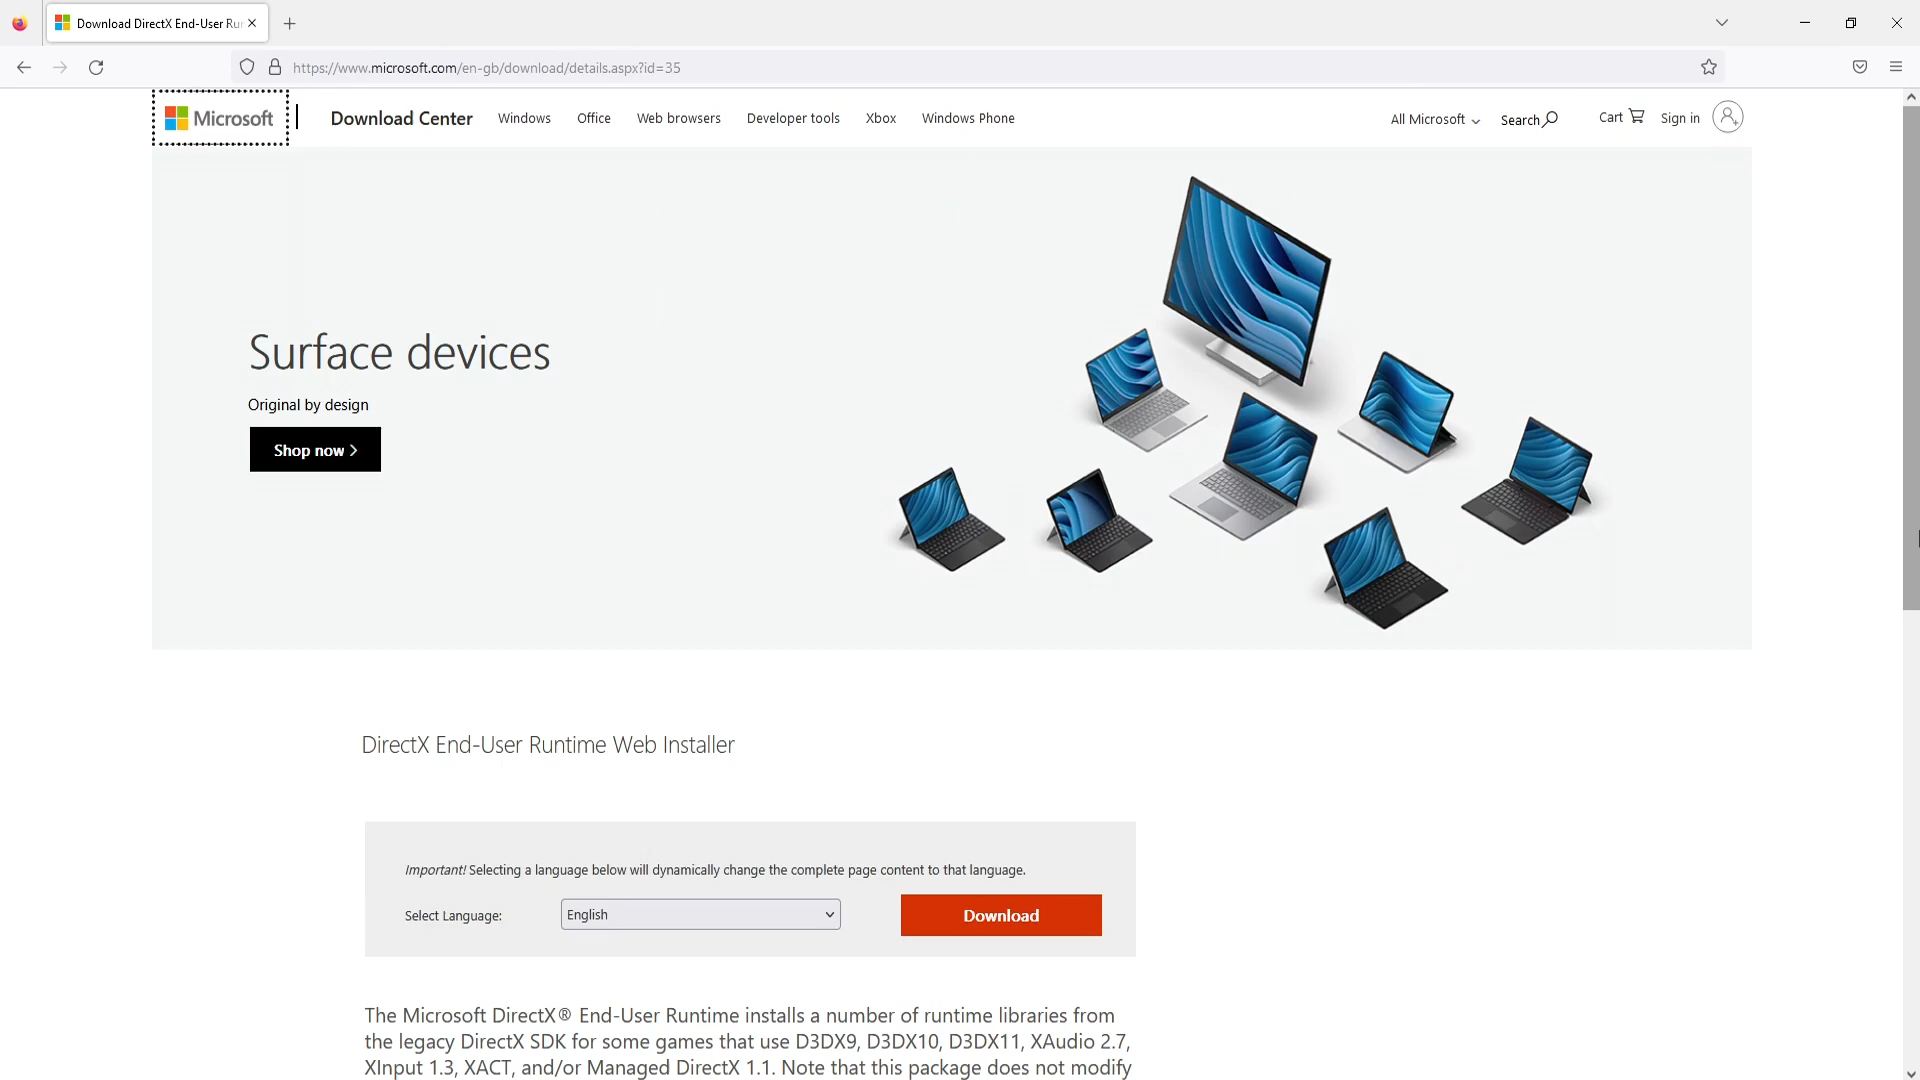 Download DirectX End-User Ru
https://www.microsoft.com/en-gb/download/details.aspx?id=35
Microsoft Download Center Windows Office Web browsers Developer tools Xbox Windows Phone All Microsoft Search Cart Sign in
Surface devices
Original by design
Shop now
DirectX End-User Runtime Web Installer
Important! Selecting a language below will dynamically change the complete page content to that language.
Select Language: English Download
The Microsoft DirectX® End-User Runtime installs a number of runtime libraries from
the legacy DirectX SDK for some games that use D3DX9, D3DX10, D3DX11, XAudio 2.7,
XInput 1.3, XACT, and/or Managed DirectX 1.1. Note that this package does not modify